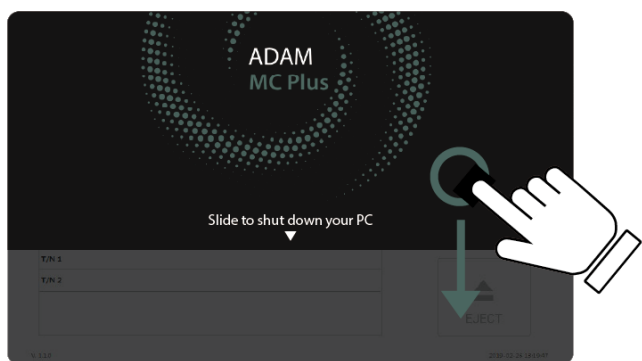 ADAM
MC Plus
Slide to shut down your PC
T/N 1
T/N 2
EJECT